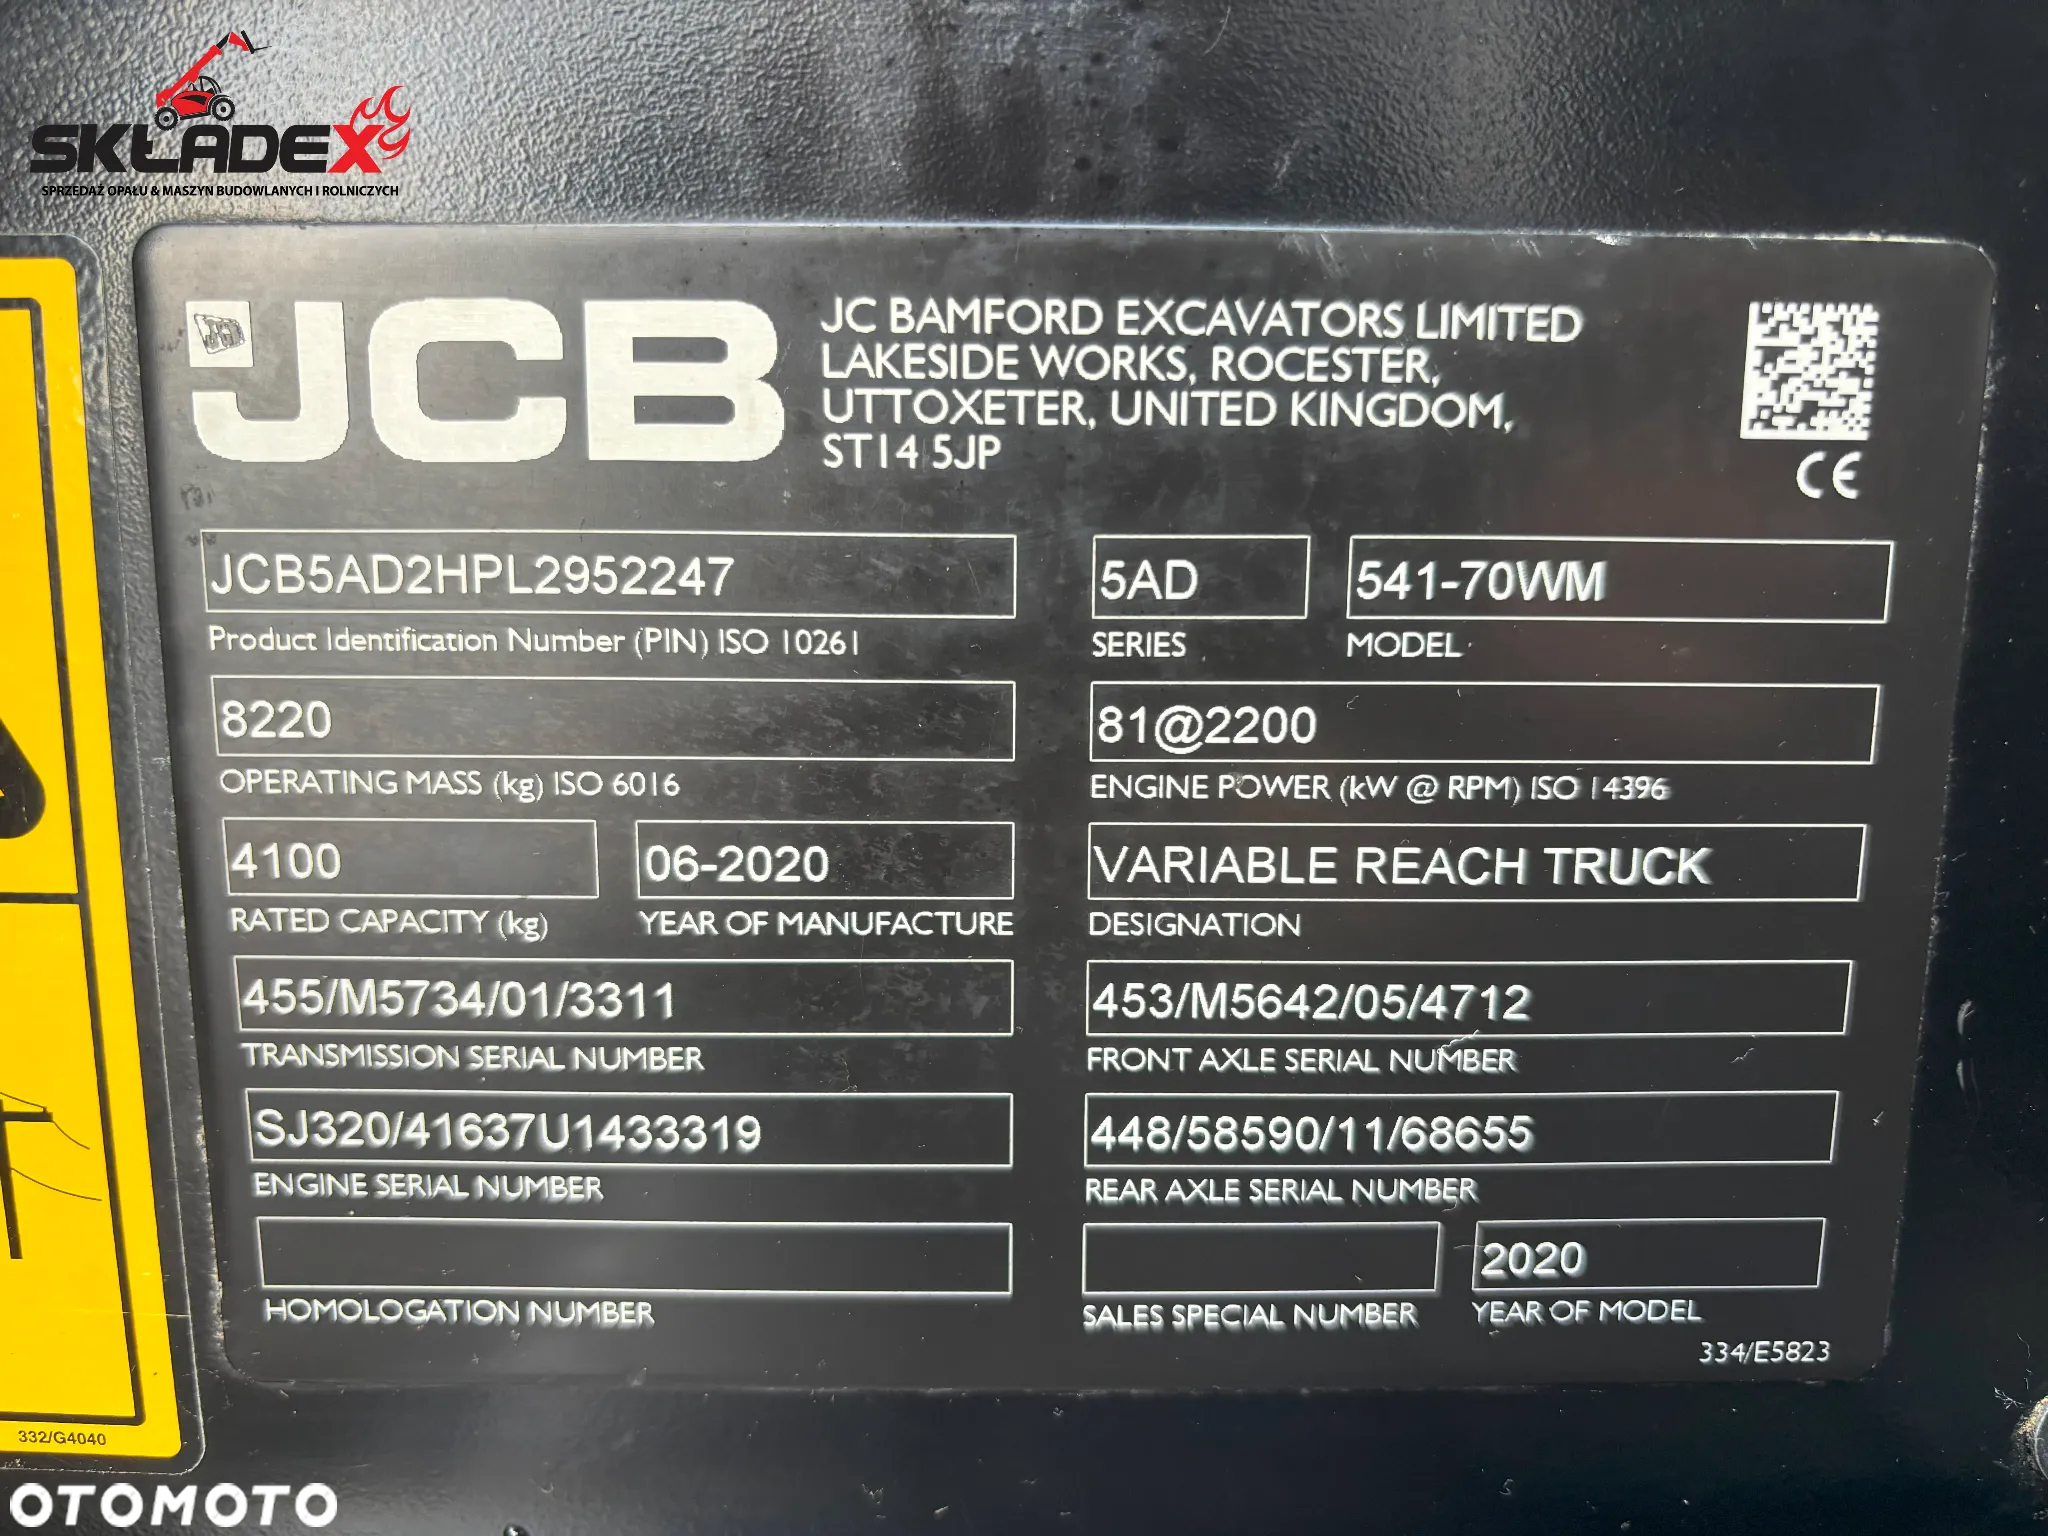 SKŁADEX
SPRZEDAŻ OPAŁU & MASZYN BUDOWLANYCH I ROLNICZYCH
JCB
JC BAMFORD EXCAVATORS LIMITED
LAKESIDE WORKS, ROCESTER,
UTTOXETER, UNITED KINGDOM,
ST14 5JP
CE
JCB5AD2HPL2952247
Product Identification Number (PIN) ISO 10261
5AD
SERIES
541-70WM
MODEL
8220
OPERATING MASS (kg) ISO 6016
81@2200
ENGINE POWER (kW @ RPM) ISO 14396
4100
RATED CAPACITY (kg)
06-2020
YEAR OF MANUFACTURE
VARIABLE REACH TRUCK
DESIGNATION
455/M5734/01/3311
TRANSMISSION SERIAL NUMBER
453/M5642/05/4712
FRONT AXLE SERIAL NUMBER
SJ320/41637U1433319
ENGINE SERIAL NUMBER
448/58590/11/68655
REAR AXLE SERIAL NUMBER
HOMOLOGATION NUMBER
SALES SPECIAL NUMBER
2020
YEAR OF MODEL
334/E5823
332/G4040
OTOMOTO